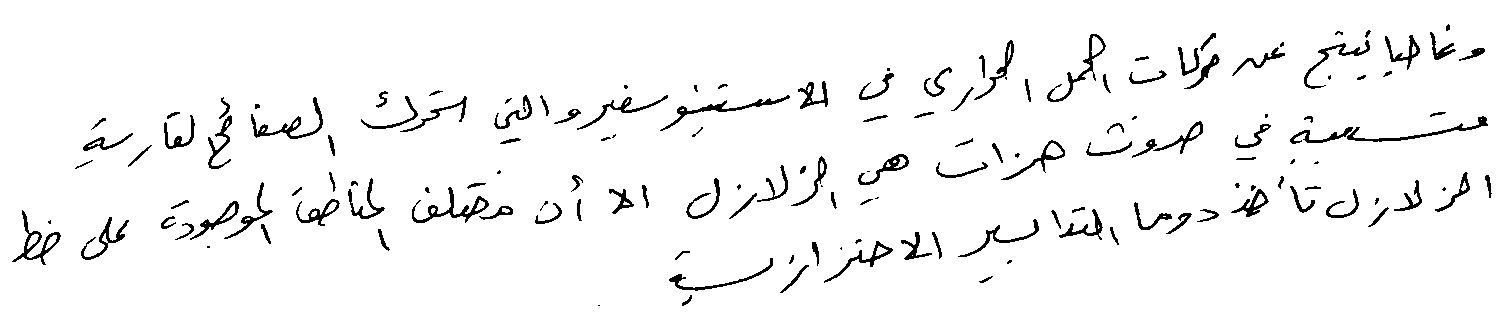 وغالبا ينتج عن حركات الحمل الحراري في الاستينوسفير والتي تحرك الصفائح القارية
متسببة في حدوث هزات هي الزلازل الا أن مختلف المناطق الموجودة على خط
الزلازل تأخذ دوما التدابير الاحترازية